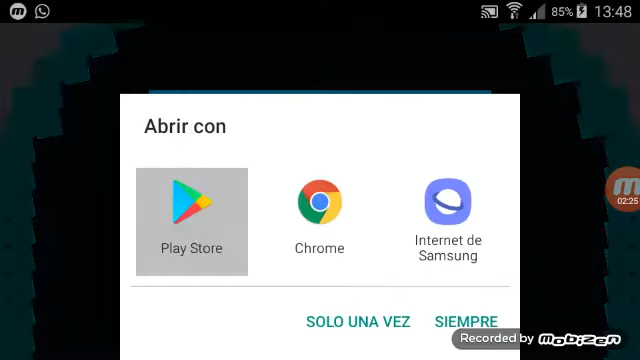 85% 13:48
Abrir con
Play Store
Chrome
Internet de
Samsung
02:25
SOLO UNA VEZ
SIEMPRE
Recorded by Mobizen